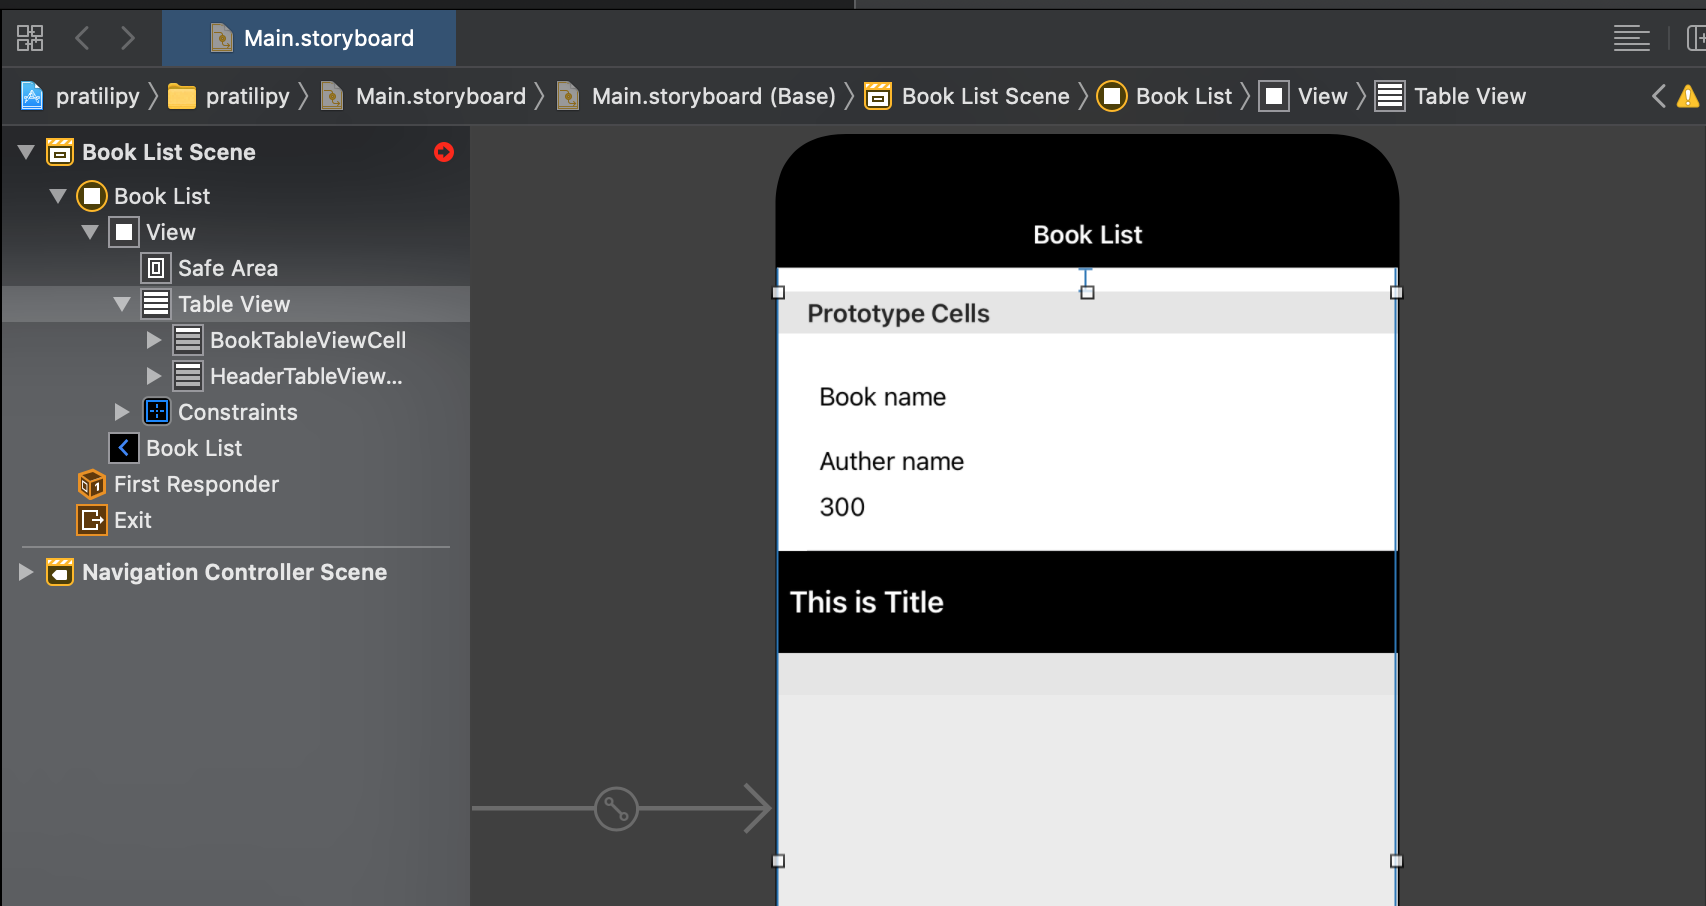 Main.storyboard
pratilipy pratilipy Main.storyboard Main.storyboard (Base) Book List Scene Book List View Table View
Book List Scene
Book List
View
Safe Area
Table View
BookTableViewCell
HeaderTableView...
Constraints
Book List
First Responder
Exit
Navigation Controller Scene
Book List
Prototype Cells
Book name
Auther name
300
This is Title